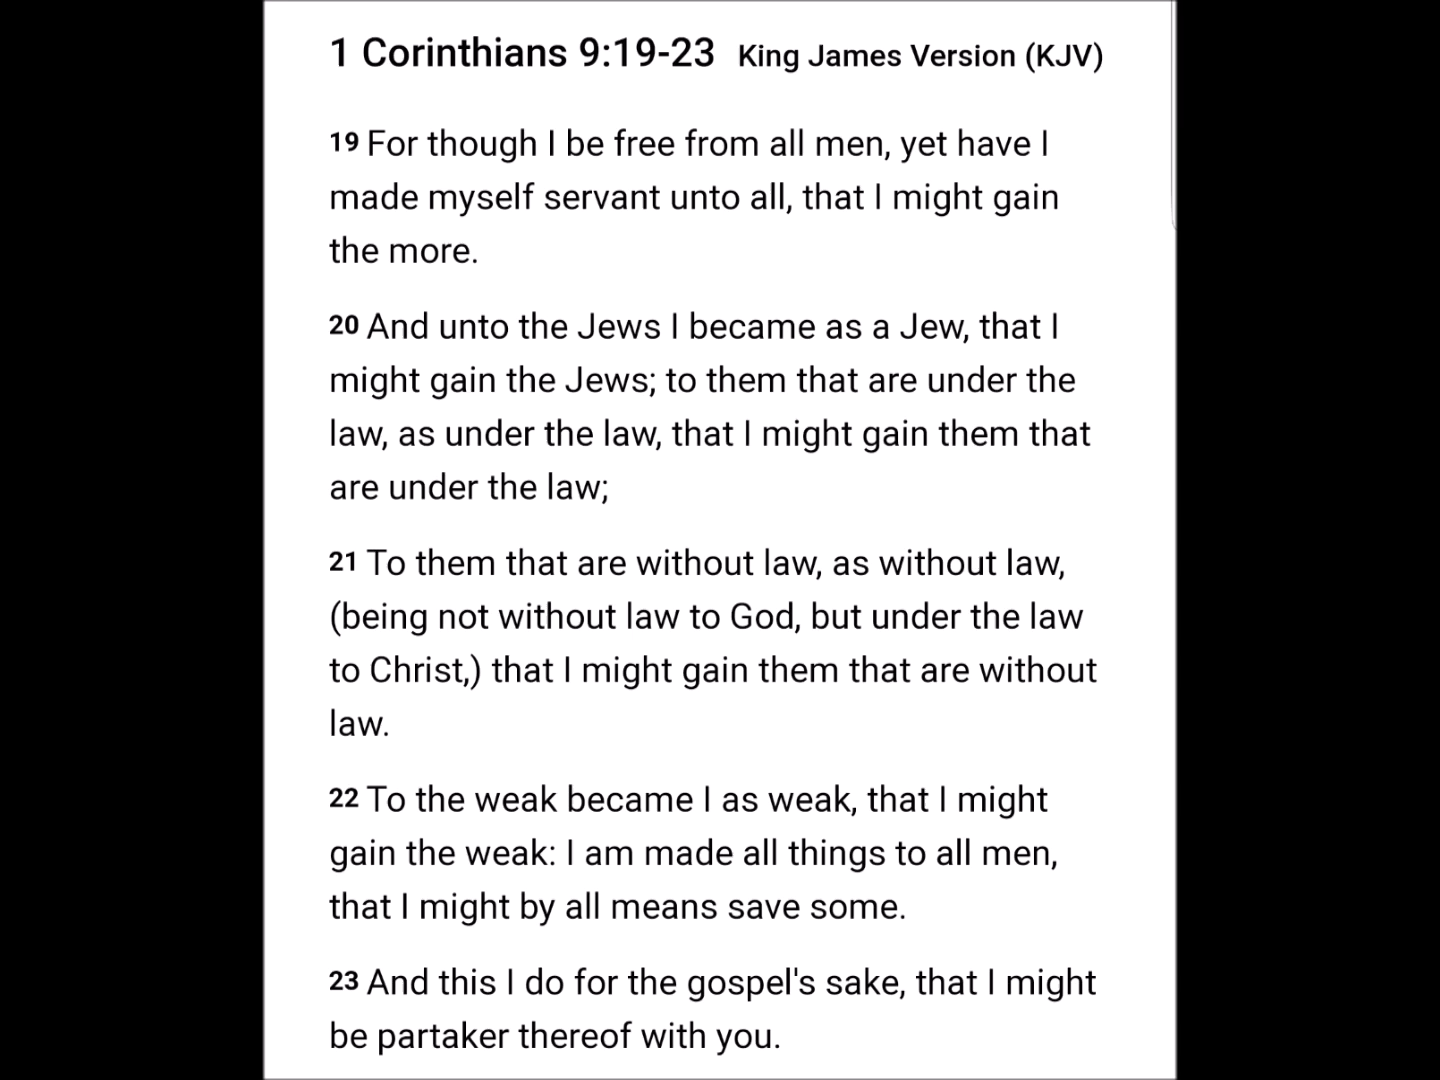 1 Corinthians 9:19-23 King James Version (KJV)
19 For though I be free from all men, yet have I
made myself servant unto all, that I might gain
the more.
20 And unto the Jews I became as a Jew, that I
might gain the Jews; to them that are under the
law, as under the law, that I might gain them that
are under the law;
21 To them that are without law, as without law,
(being not without law to God, but under the law
to Christ,) that I might gain them that are without
law.
22 To the weak became I as weak, that I might
gain the weak: I am made all things to all men,
that I might by all means save some.
23 And this I do for the gospel's sake, that I might
be partaker thereof with you.